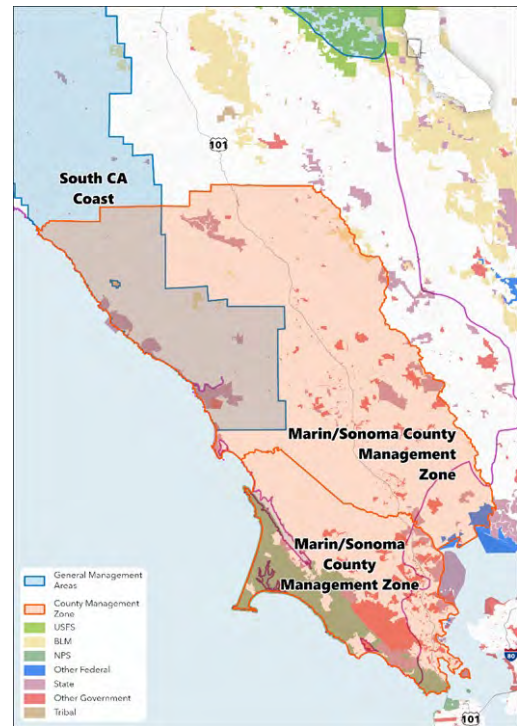 101
South CA
Coast
Marin/Sonoma County
Management
Zone
Marin/Sonoma
County
Management Zone
General Management
Areas
County Management
Zone
USFS
BLM
NPS
Other Federal
State
Other Government
Tribal
80
101